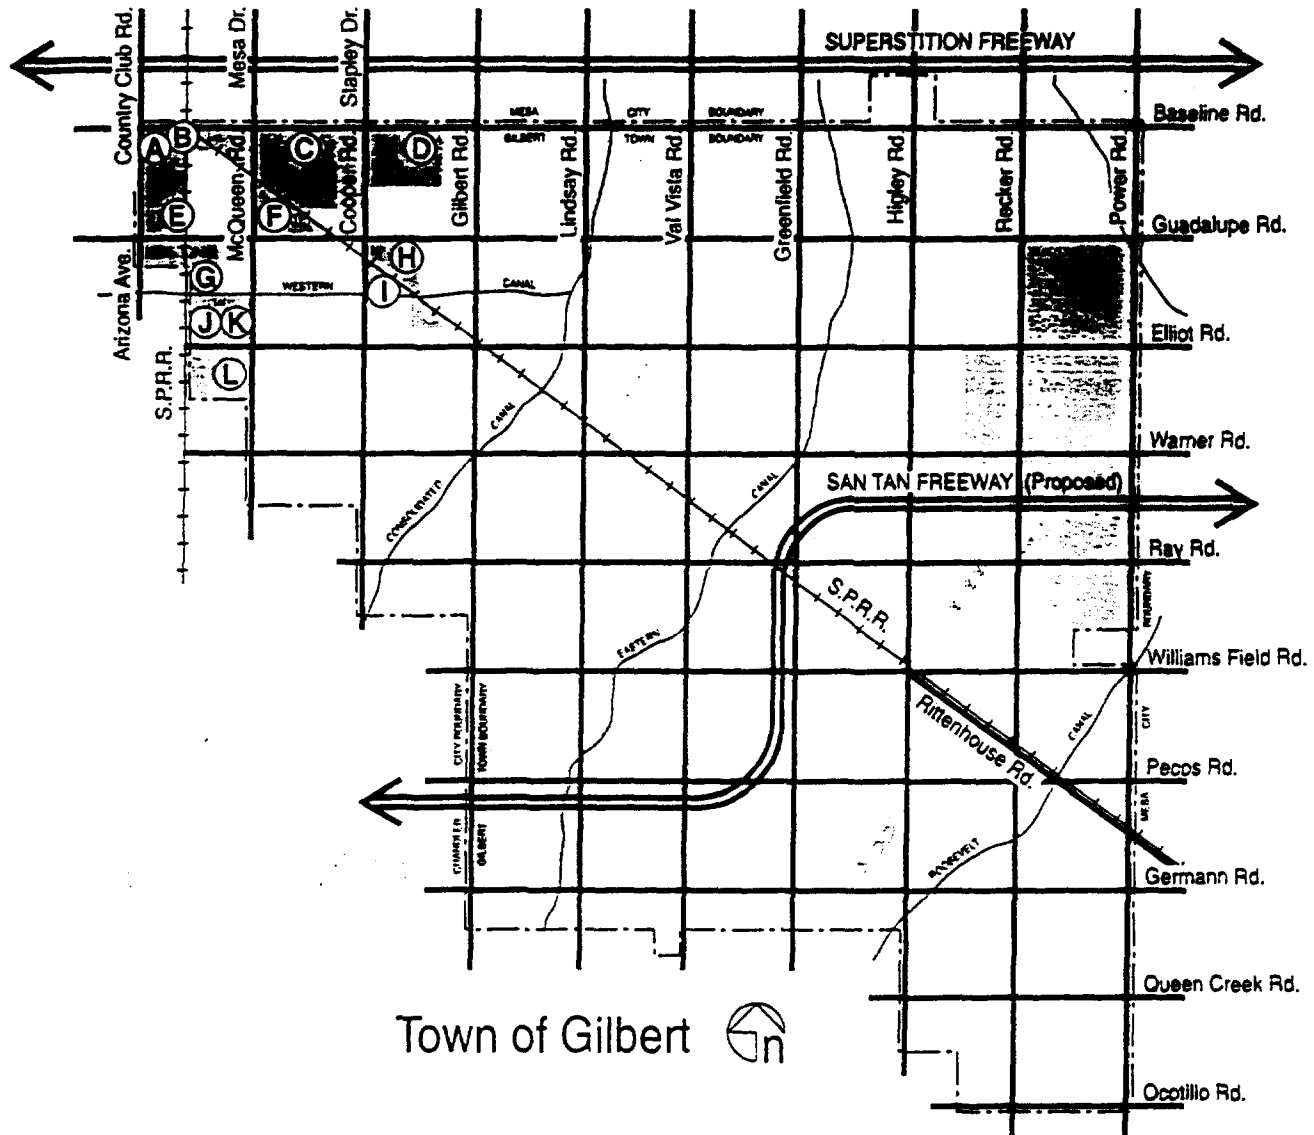 SUPERSTITION FREEWAY
Country Club Rd.
Mesa Dr.
Stapley Dr.
MESA CITY BOUNDARY
GILBERT TOWN BOUNDARY
Baseline Rd.
A
B
C
D
E
F
McQueen Rd
Cooper Rd.
Gilbert Rd.
Lindsay Rd.
Val Vista Rd.
Greenfield Rd.
Higley Rd.
Recker Rd.
Power Rd.
Guadalupe Rd.
Arizona Ave.
G
H
I
WESTERN CANAL
J
K
Elliot Rd.
S.P.R.R.
L
CANAL
CONSOLIDATED
Warner Rd.
SAN TAN FREEWAY (Proposed)
CANAL
EASTERN
Ray Rd.
S.P.R.R.
BOUNDARY
Williams Field Rd.
CITY BOUNDARY
TOWN BOUNDARY
Rittenhouse Rd.
CANAL
CITY
Pecos Rd.
MESA
CHANDLER
GILBERT
ROOSEVELT
Germann Rd.
Queen Creek Rd.
Town of Gilbert
n
Ocotillo Rd.